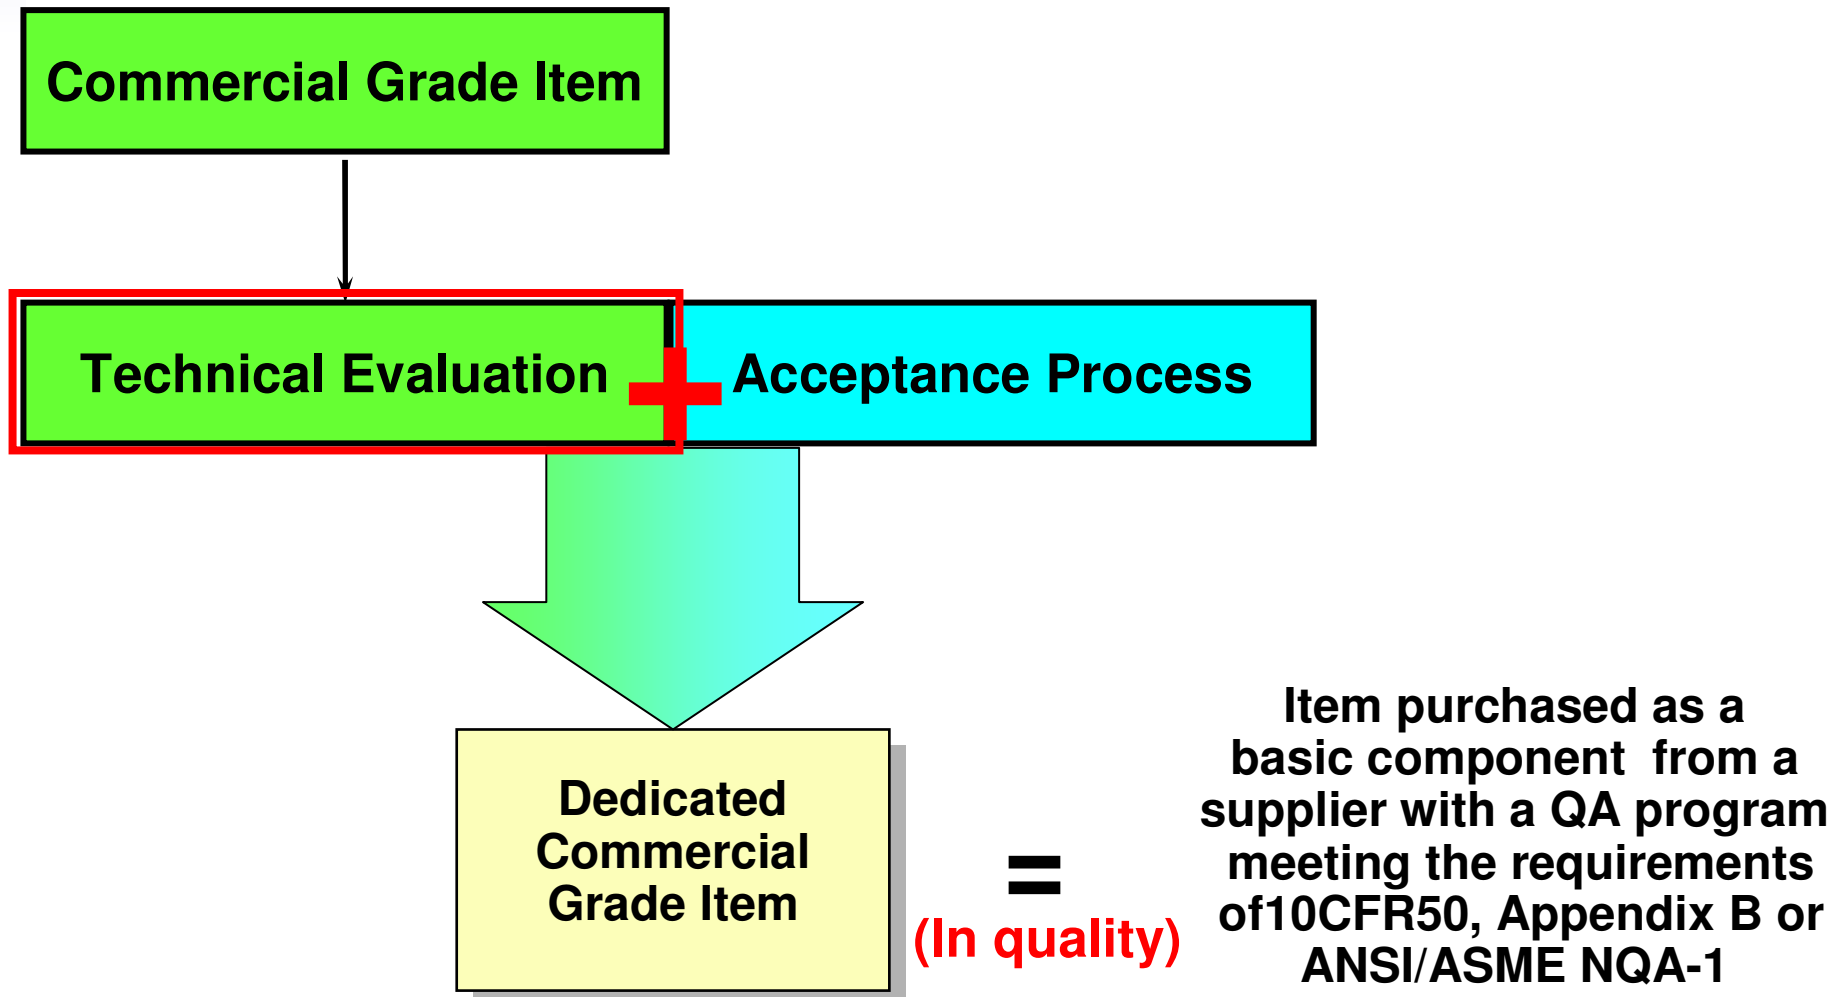 Commercial Grade Item
Technical Evaluation
+
Acceptance Process
Dedicated
Commercial
Grade Item
=
(In quality)
Item purchased as a
basic component  from a
supplier with a QA program
meeting the requirements
of10CFR50, Appendix B or
ANSI/ASME NQA-1